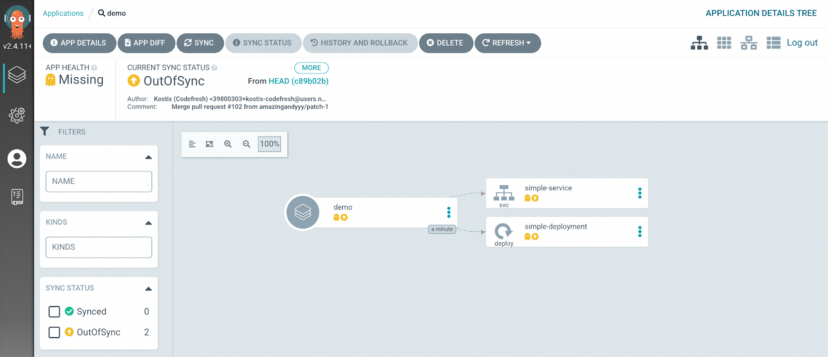 v2.4.11+
Applications / demo
APPLICATION DETAILS TREE
APP DETAILS
APP DIFF
SYNC
SYNC STATUS
HISTORY AND ROLLBACK
DELETE
REFRESH
Log out
APP HEALTH
Missing
CURRENT SYNC STATUS
MORE
OutOfSync
From HEAD (c89b02b)
Author: Kostis (Codefresh) <39800303+kostis-codefresh@users.n...
Comment: Merge pull request #102 from amazingandyyy/patch-1
FILTERS
NAME
NAME
KINDS
KINDS
SYNC STATUS
Synced 0
OutOfSync 2
100%
demo
a minute
simple-service
svc
simple-deployment
deploy